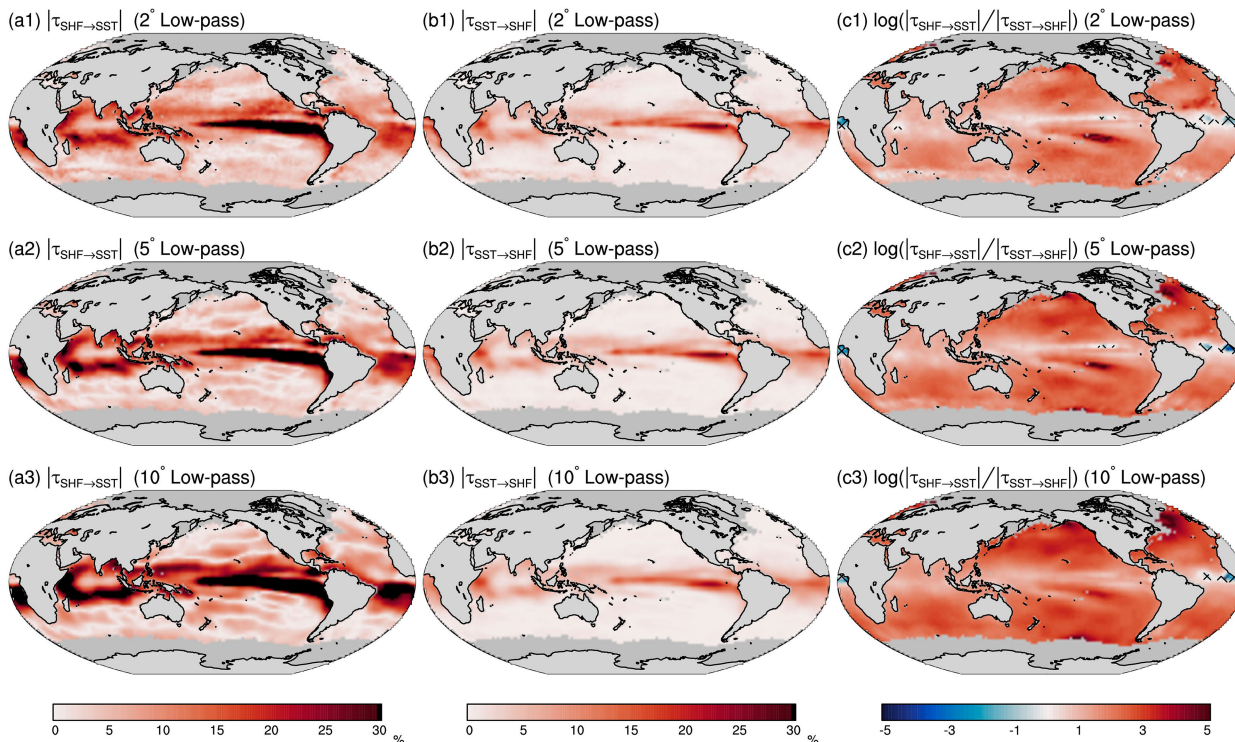 (a1) |τSHF→SST| (2° Low-pass)
(b1) |τSST→SHF| (2° Low-pass)
(c1) log(|τSHF→SST|/|τSST→SHF|) (2° Low-pass)
(a2) |τSHF→SST| (5° Low-pass)
(b2) |τSST→SHF| (5° Low-pass)
(c2) log(|τSHF→SST|/|τSST→SHF|) (5° Low-pass)
(a3) |τSHF→SST| (10° Low-pass)
(b3) |τSST→SHF| (10° Low-pass)
(c3) log(|τSHF→SST|/|τSST→SHF|) (10° Low-pass)
0 5 10 15 20 25 30 %
0 5 10 15 20 25 30 %
-5 -3 -1 1 3 5